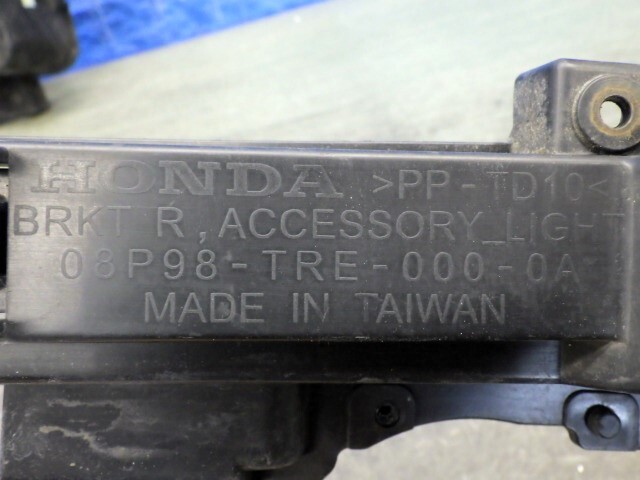 HONDA >PP-TD10<
BRKT R, ACCESSORY_LIGHT
08P98-TRE-000-0A
MADE IN TAIWAN